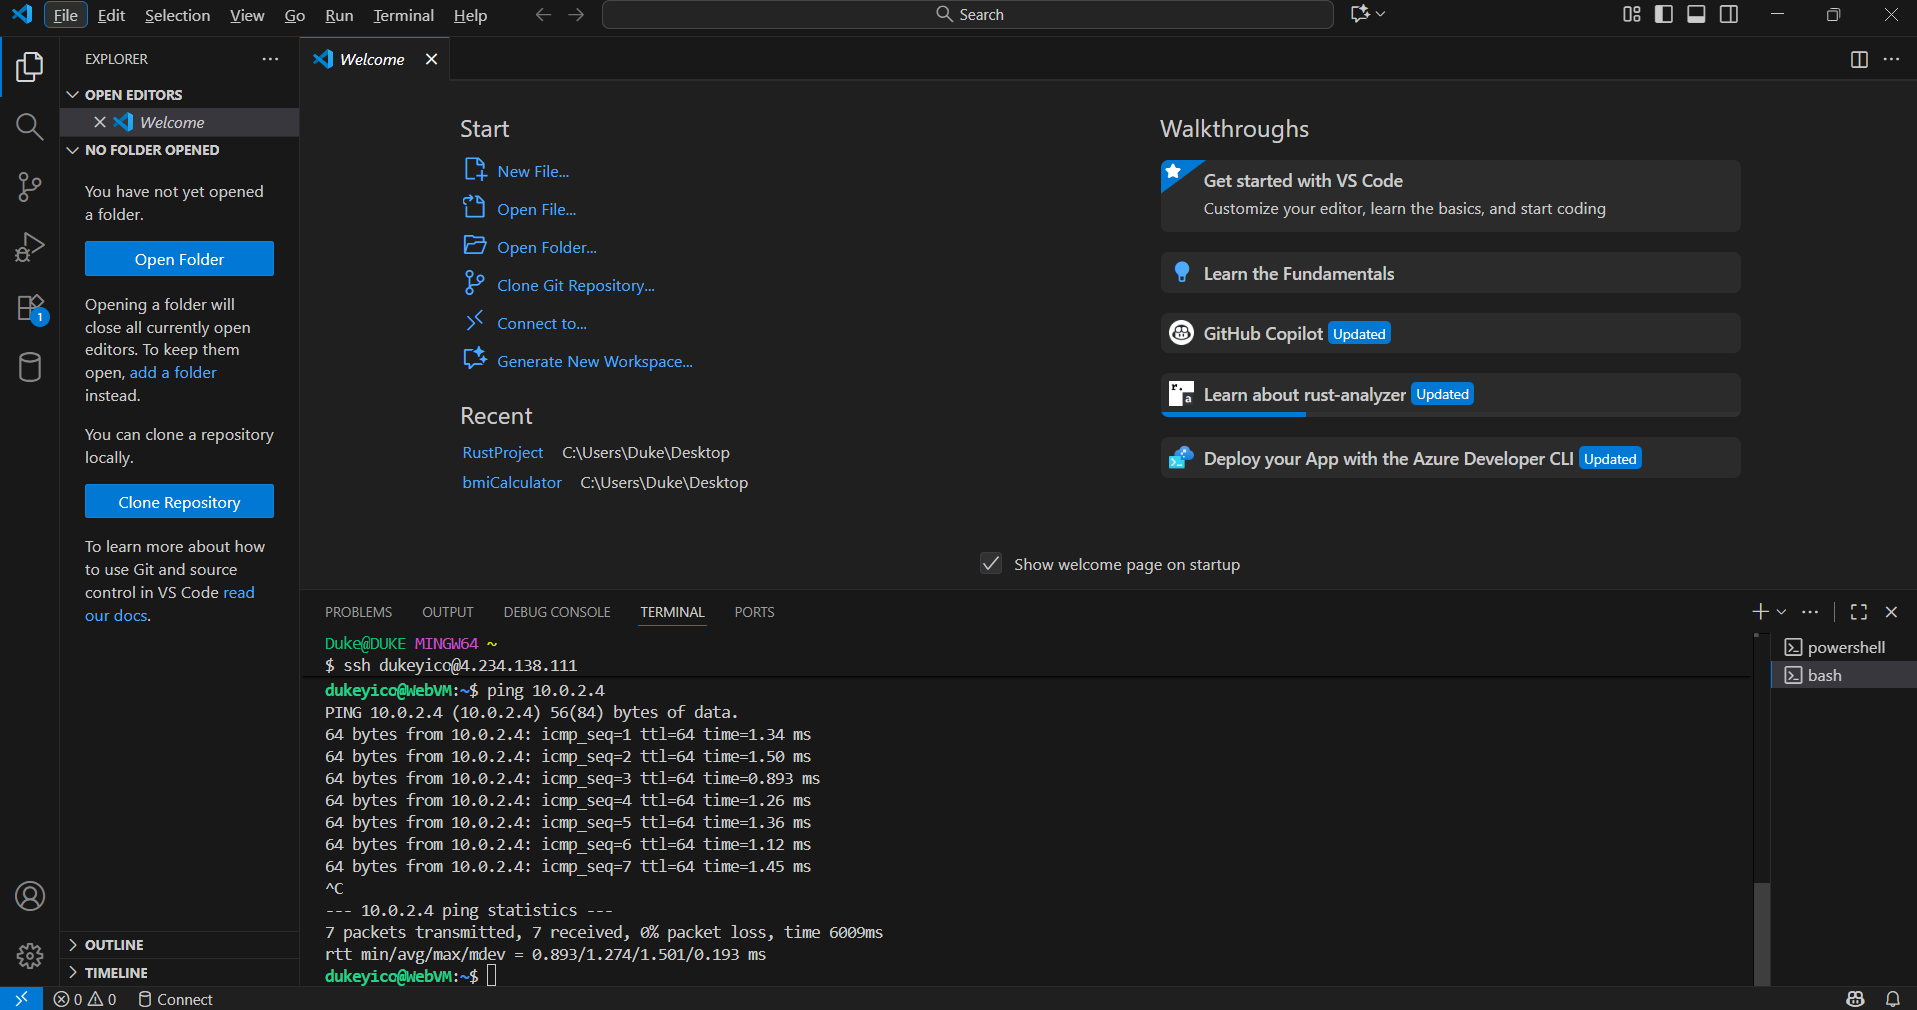 File Edit Selection View Go Run Terminal Help
Search
EXPLORER
OPEN EDITORS
Welcome
NO FOLDER OPENED
You have not yet opened
a folder.
Open Folder
Opening a folder will
close all currently open
editors. To keep them
open, add a folder
instead.
You can clone a repository
locally.
Clone Repository
To learn more about how
to use Git and source
control in VS Code read
our docs.
OUTLINE
TIMELINE
1
Welcome
Start
New File...
Open File...
Open Folder...
Clone Git Repository...
Connect to...
Generate New Workspace...
Recent
RustProject C:\Users\Duke\Desktop
bmiCalculator C:\Users\Duke\Desktop
Walkthroughs
Get started with VS Code
Customize your editor, learn the basics, and start coding
Learn the Fundamentals
GitHub Copilot Updated
r.
a
Learn about rust-analyzer Updated
Deploy your App with the Azure Developer CLI Updated
Show welcome page on startup
PROBLEMS OUTPUT DEBUG CONSOLE TERMINAL PORTS
Duke@DUKE MINGW64 ~
$ ssh dukeyico@4.234.138.111
dukeyico@WebVM:~$ ping 10.0.2.4
PING 10.0.2.4 (10.0.2.4) 56(84) bytes of data.
64 bytes from 10.0.2.4: icmp_seq=1 ttl=64 time=1.34 ms
64 bytes from 10.0.2.4: icmp_seq=2 ttl=64 time=1.50 ms
64 bytes from 10.0.2.4: icmp_seq=3 ttl=64 time=0.893 ms
64 bytes from 10.0.2.4: icmp_seq=4 ttl=64 time=1.26 ms
64 bytes from 10.0.2.4: icmp_seq=5 ttl=64 time=1.36 ms
64 bytes from 10.0.2.4: icmp_seq=6 ttl=64 time=1.12 ms
64 bytes from 10.0.2.4: icmp_seq=7 ttl=64 time=1.45 ms
^C
--- 10.0.2.4 ping statistics ---
7 packets transmitted, 7 received, 0% packet loss, time 6009ms
rtt min/avg/max/mdev = 0.893/1.274/1.501/0.193 ms
dukeyico@WebVM:~$
powershell
bash
0 0 Connect